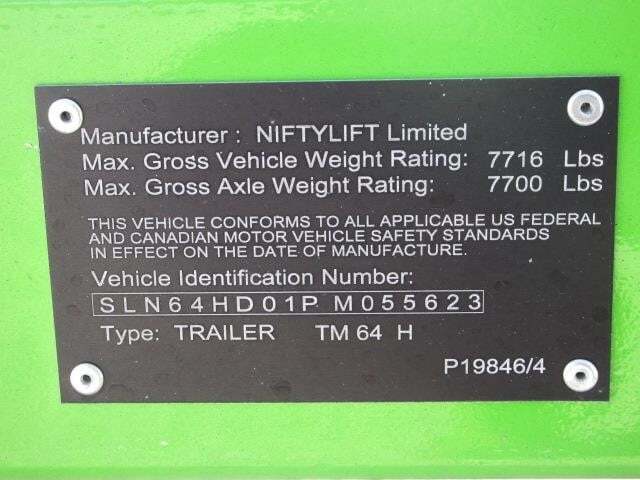 Manufacturer : NIFTYLIFT Limited
Max. Gross Vehicle Weight Rating: 7716 Lbs
Max. Gross Axle Weight Rating: 7700 Lbs
THIS VEHICLE CONFORMS TO ALL APPLICABLE US FEDERAL
AND CANADIAN MOTOR VEHICLE SAFETY STANDARDS
IN EFFECT ON THE DATE OF MANUFACTURE.
Vehicle Identification Number:
SLN64HD01P M055623
Type: TRAILER TM 64 H
P19846/4